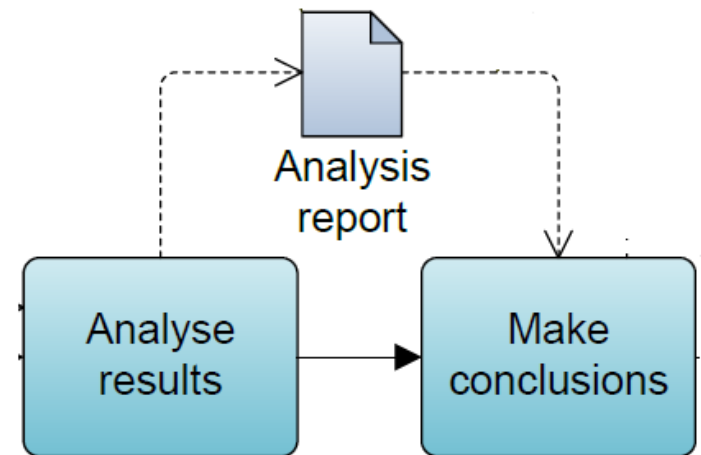 Analysis
report
Analyse
results
Make
conclusions